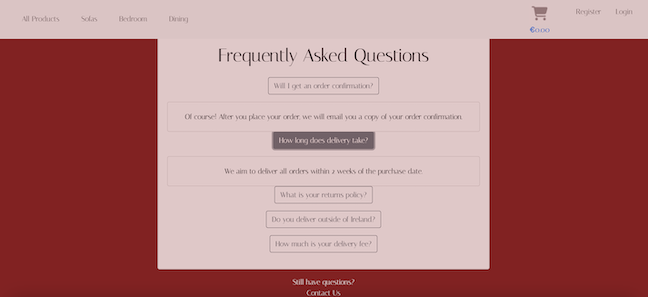 All Products Sofas Bedroom Dining Register Login
€0.00
Frequently Asked Questions
Will I get an order confirmation?
Of course! After you place your order, we will email you a copy of your order confirmation.
How long does delivery take?
We aim to deliver all orders within 2 weeks of the purchase date.
What is your returns policy?
Do you deliver outside of Ireland?
How much is your delivery fee?
Still have questions?
Contact Us